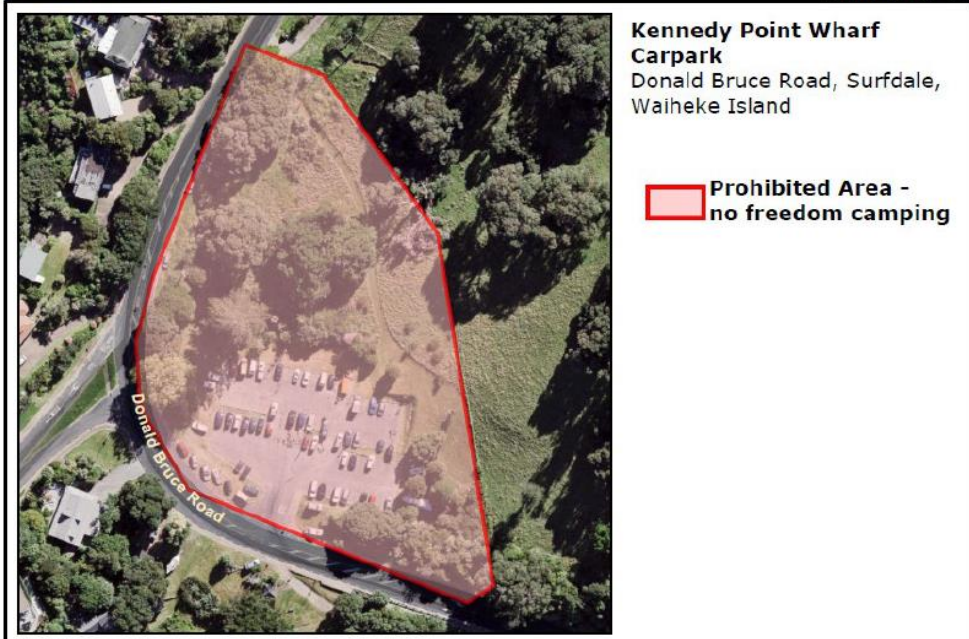 Kennedy Point Wharf
Carpark
Donald Bruce Road, Surfdale,
Waiheke Island
Prohibited Area -
no freedom camping
Donald Bruce Road